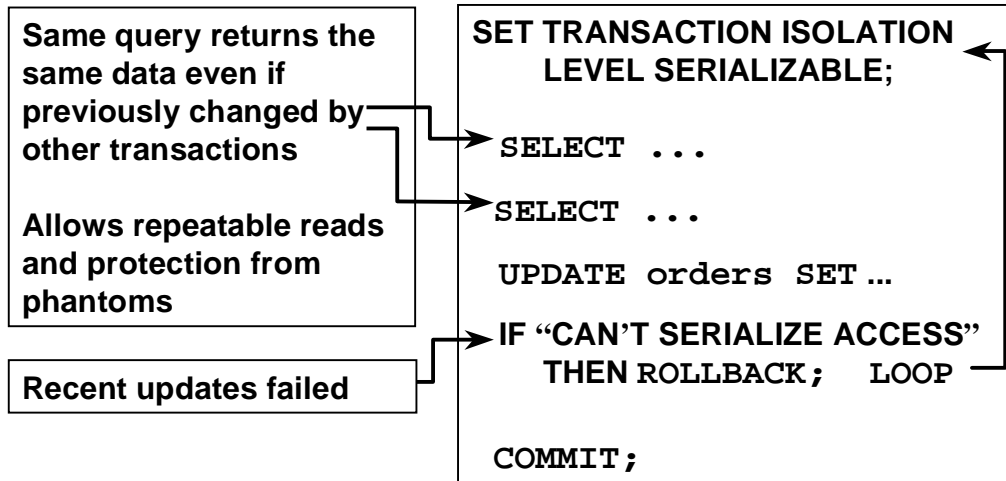 Same query returns the
same data even if
previously changed by
other transactions
Allows repeatable reads
and protection from
phantoms
Recent updates failed
SET TRANSACTION ISOLATION
LEVEL SERIALIZABLE;
SELECT ...
SELECT ...
UPDATE orders SET ...
IF “CAN’T SERIALIZE ACCESS”
THEN ROLLBACK; LOOP
COMMIT;